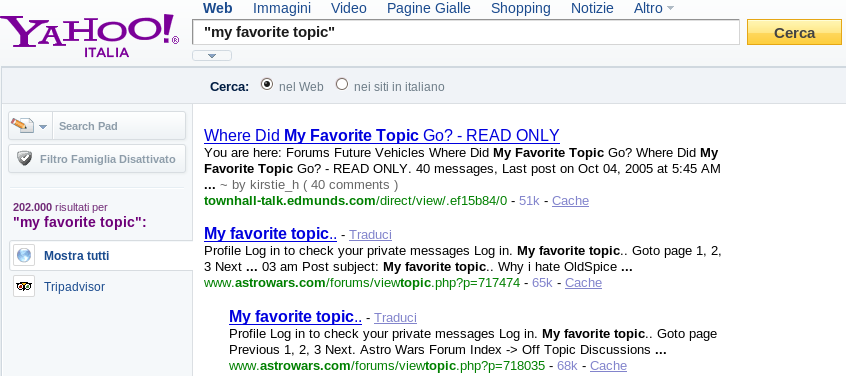 Web Immagini Video Pagine Gialle Shopping Notizie Altro
YAHOO! ®
ITALIA
"my favorite topic"
Cerca
Cerca: nel Web nei siti in italiano
Search Pad
Filtro Famiglia Disattivato
202.000 risultati per
"my favorite topic":
Mostra tutti
Tripadvisor
Where Did My Favorite Topic Go? - READ ONLY
You are here: Forums Future Vehicles Where Did My Favorite Topic Go? Where Did My
Favorite Topic Go? - READ ONLY. 40 messages, Last post on Oct 04, 2005 at 5:45 AM
... ~ by kirstie_h ( 40 comments )
townhall-talk.edmunds.com/direct/view/.ef15b84/0 - 51k - Cache
My favorite topic.. - Traduci
Profile Log in to check your private messages Log in. My favorite topic.. Goto page 1, 2,
3 Next ... 03 am Post subject: My favorite topic.. Why i hate OldSpice ...
www.astrowars.com/forums/viewtopic.php?p=717474 - 65k - Cache
My favorite topic.. - Traduci
Profile Log in to check your private messages Log in. My favorite topic.. Goto page
Previous 1, 2, 3 Next. Astro Wars Forum Index -> Off Topic Discussions ...
www.astrowars.com/forums/viewtopic.php?p=718035 - 68k - Cache